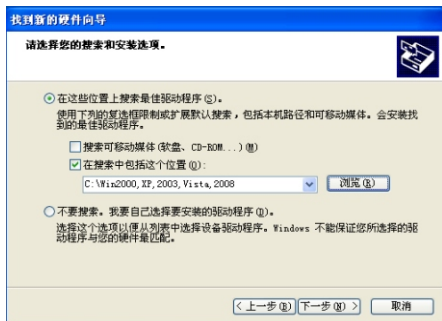 找到新的硬件向导
请选择您的搜索和安装选项。
在这些位置上搜索最佳驱动程序(S)。
使用下列的复选框限制或扩展默认搜索，包括本机路径和可移动媒体。会安装找
到的最佳驱动程序。
搜索可移动媒体(软盘、CD-ROM...)(M)
在搜索中包括这个位置(O):
C:\Win2000,XP,2003,Vista,2008
浏览(R)
不要搜索。我要自己选择要安装的驱动程序(D)。
选择这个选项以便从列表中选择设备驱动程序。Windows 不能保证您所选择的驱
动程序与您的硬件最匹配。
< 上一步(B) 下一步(N) > 取消